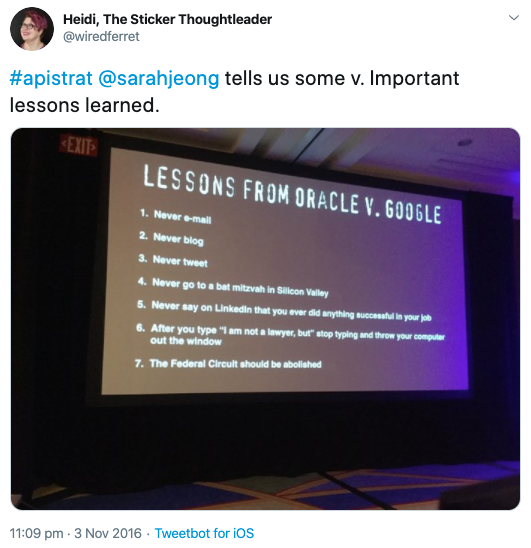 Heidi, The Sticker Thoughtleader
@wiredferret
#apistrat @sarahjeong tells us some v. Important
lessons learned.
<EXIT>
LESSONS FROM ORACLE V. GOOGLE
1. Never e-mail
2. Never blog
3. Never tweet
4. Never go to a bat mitzvah in Silicon Valley
5. Never say on LinkedIn that you ever did anything successful in your job
6. After you type "I am not a lawyer, but" stop typing and throw your computer
out the window
7. The Federal Circuit should be abolished
11:09 pm · 3 Nov 2016 · Tweetbot for iOS